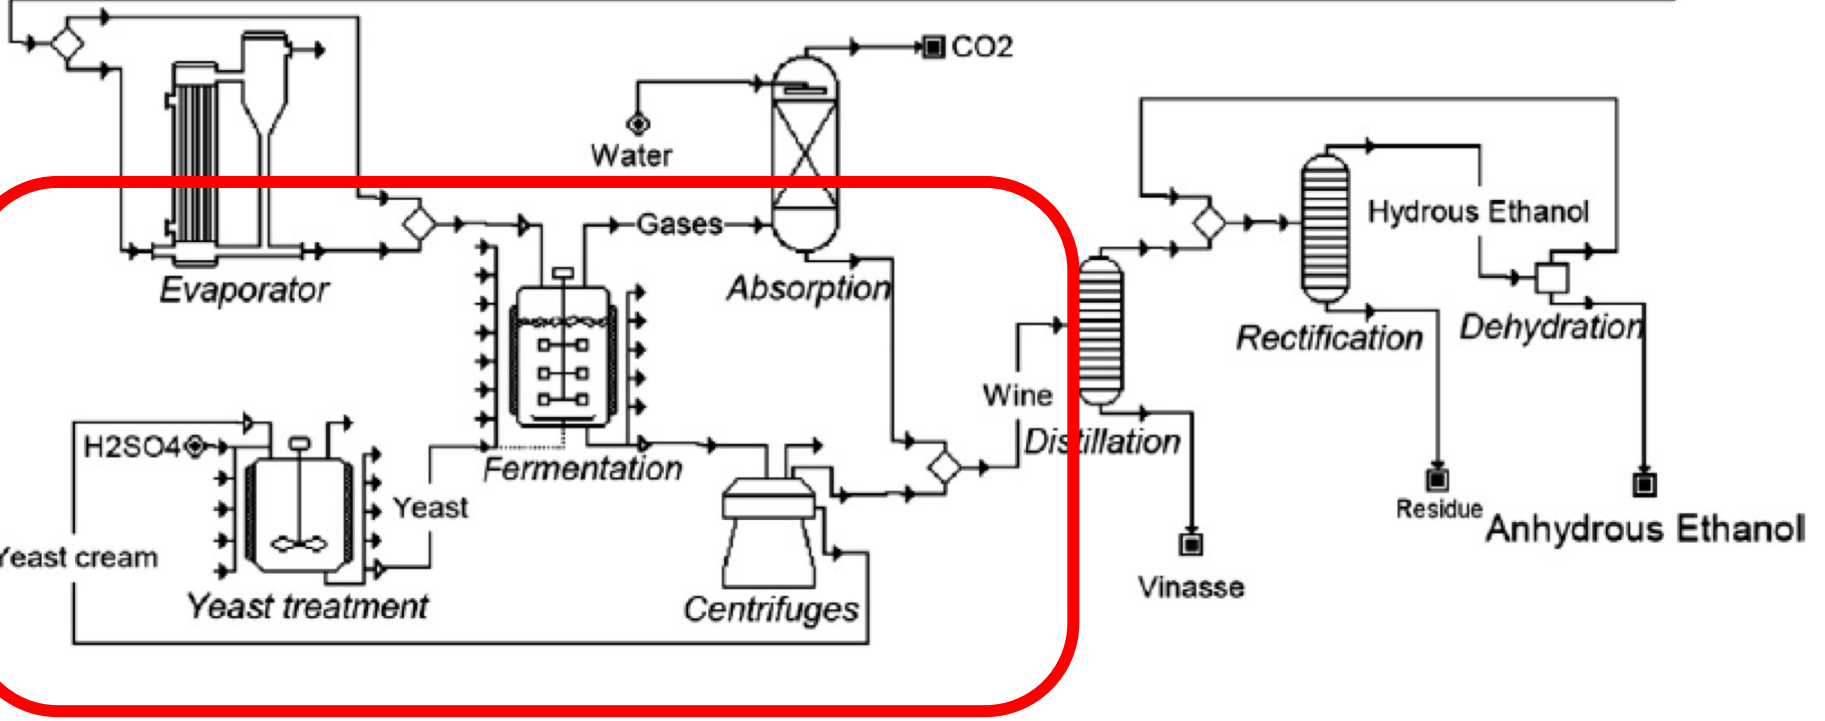 CO2
Water
Gases
Hydrous Ethanol
Evaporator
Absorption
Dehydration
Rectification
Wine
Distillation
H2SO4
Fermentation
Yeast
Residue
Anhydrous Ethanol
Yeast cream
Vinasse
Yeast treatment
Centrifuges